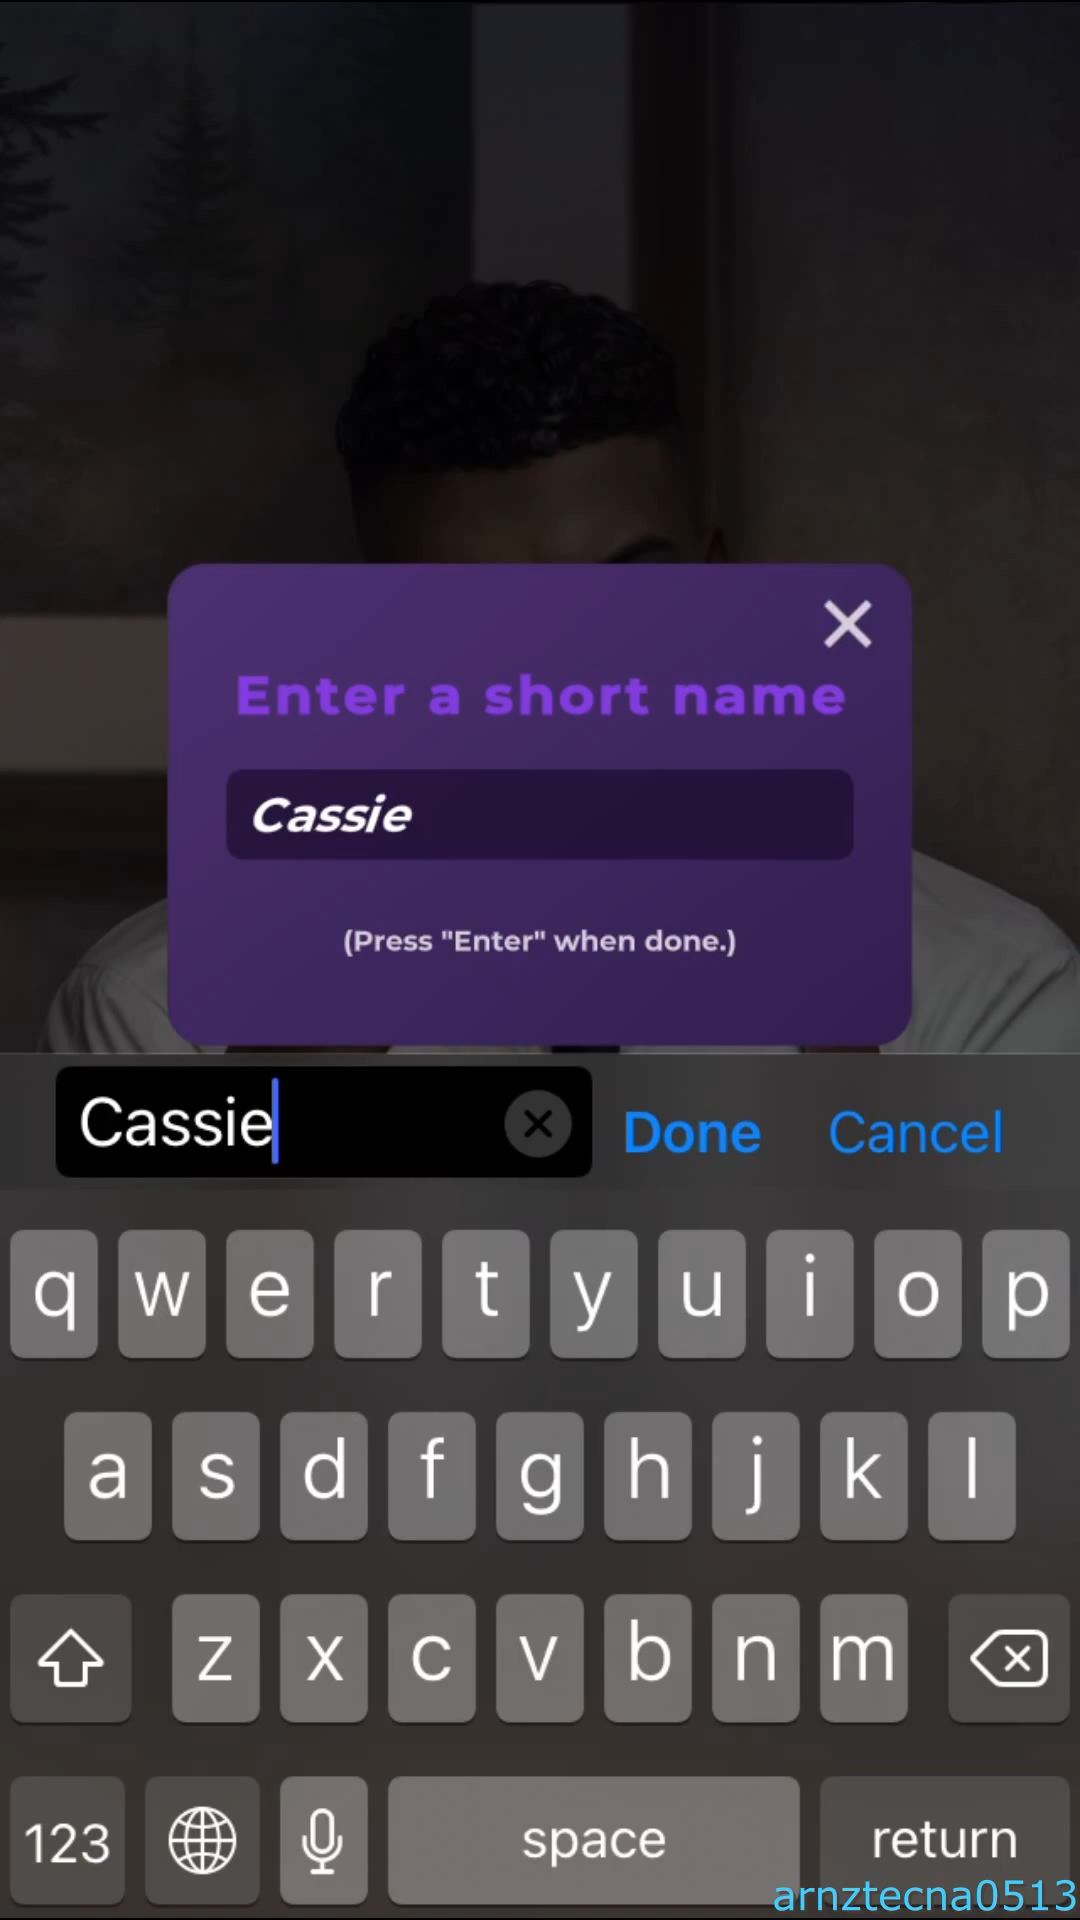 Enter a short name
Cassie
(Press "Enter" when done.)
Cassie
Done
Cancel
q w e r t y u i o p
a s d f g h j k l
z x c v b n m
123
space
return
arnztecna0513